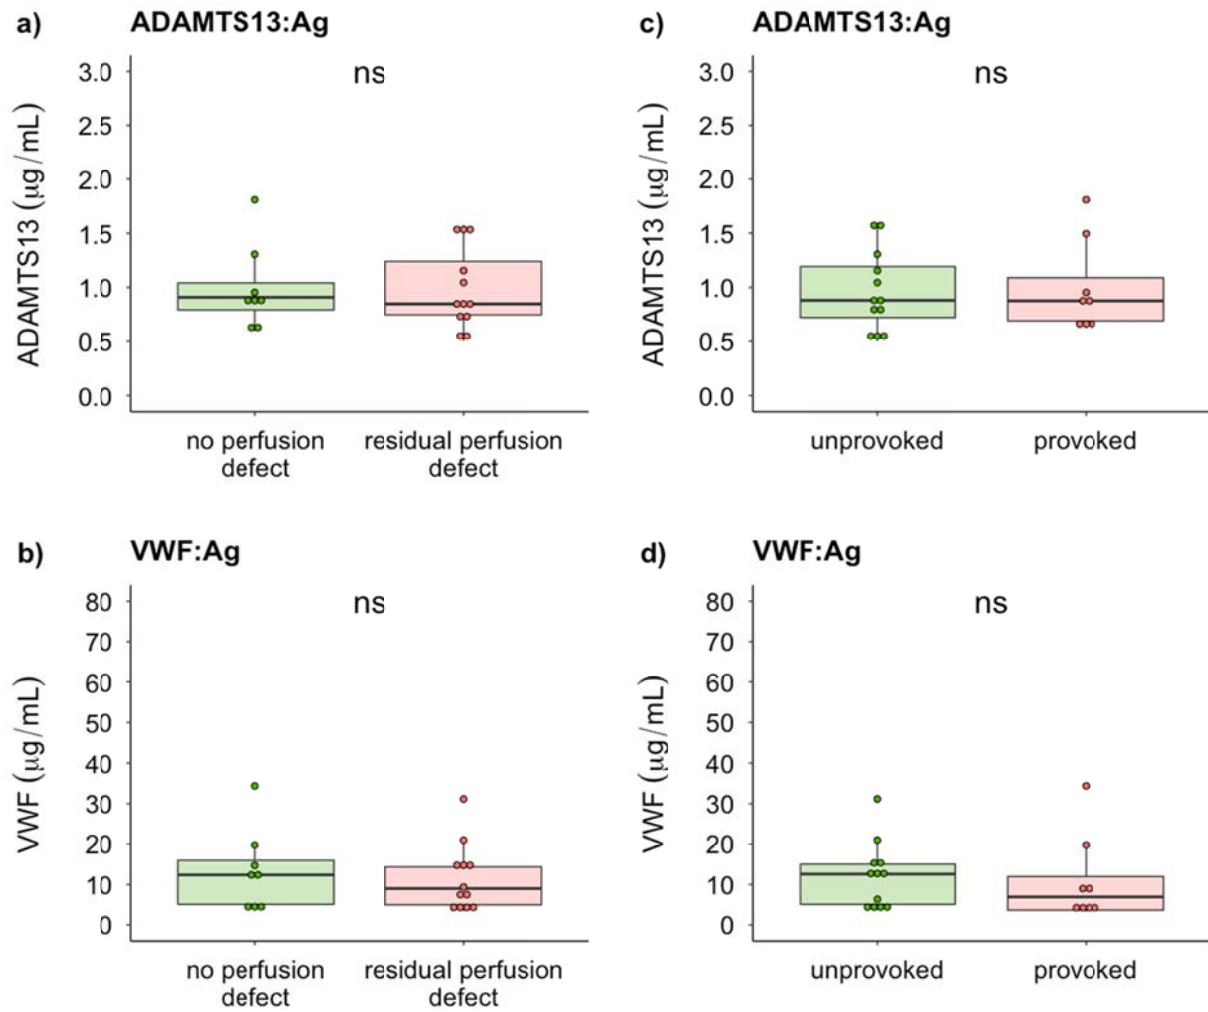 a) ADAMTS13:Ag
ns
ADAMTS13 (μg/mL)
3.0
2.5
2.0
1.5
1.0
0.5
0.0
no perfusion defect
residual perfusion defect
c) ADAMTS13:Ag
ns
ADAMTS13 (μg/mL)
3.0
2.5
2.0
1.5
1.0
0.5
0.0
unprovoked
provoked
b) VWF:Ag
ns
VWF (μg/mL)
80
70
60
50
40
30
20
10
0
no perfusion defect
residual perfusion defect
d) VWF:Ag
ns
VWF (μg/mL)
80
70
60
50
40
30
20
10
0
unprovoked
provoked